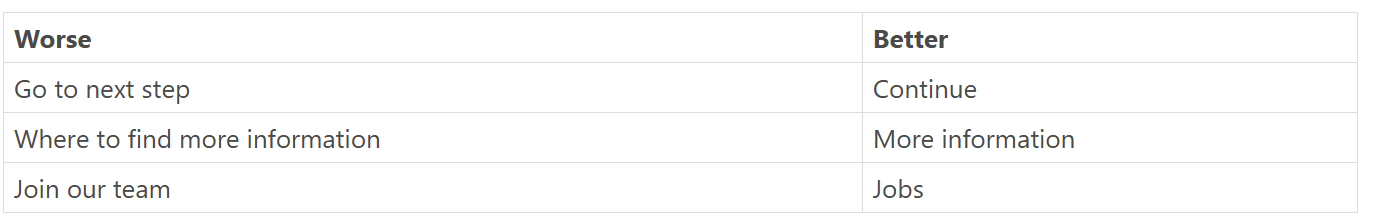 Worse Better
Go to next step Continue
Where to find more information More information
Join our team Jobs